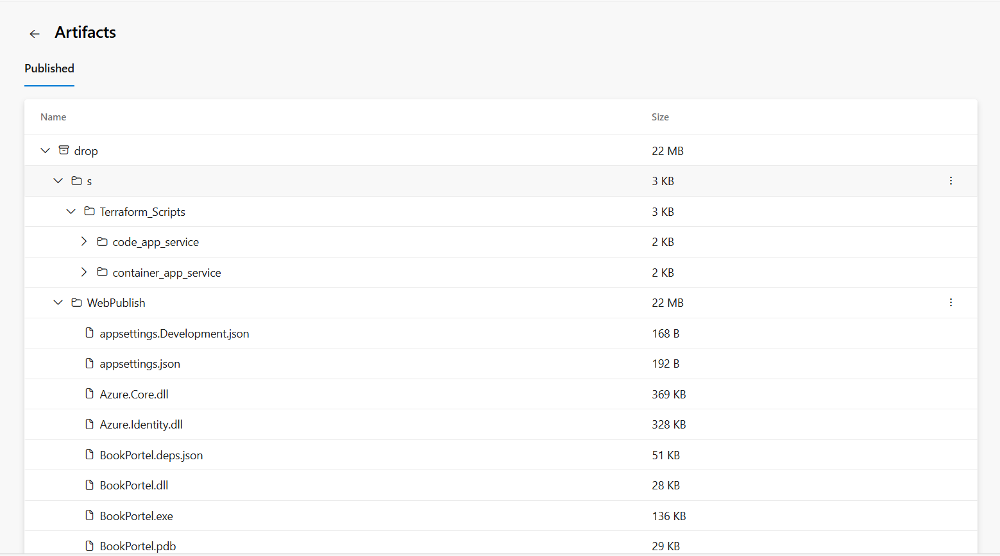 Artifacts
Published
Name Size
drop 22 MB
s 3 KB
Terraform_Scripts 3 KB
code_app_service 2 KB
container_app_service 2 KB
WebPublish 22 MB
appsettings.Development.json 168 B
appsettings.json 192 B
Azure.Core.dll 369 KB
Azure.Identity.dll 328 KB
BookPortel.deps.json 51 KB
BookPortel.dll 28 KB
BookPortel.exe 136 KB
BookPortel.pdb 29 KB